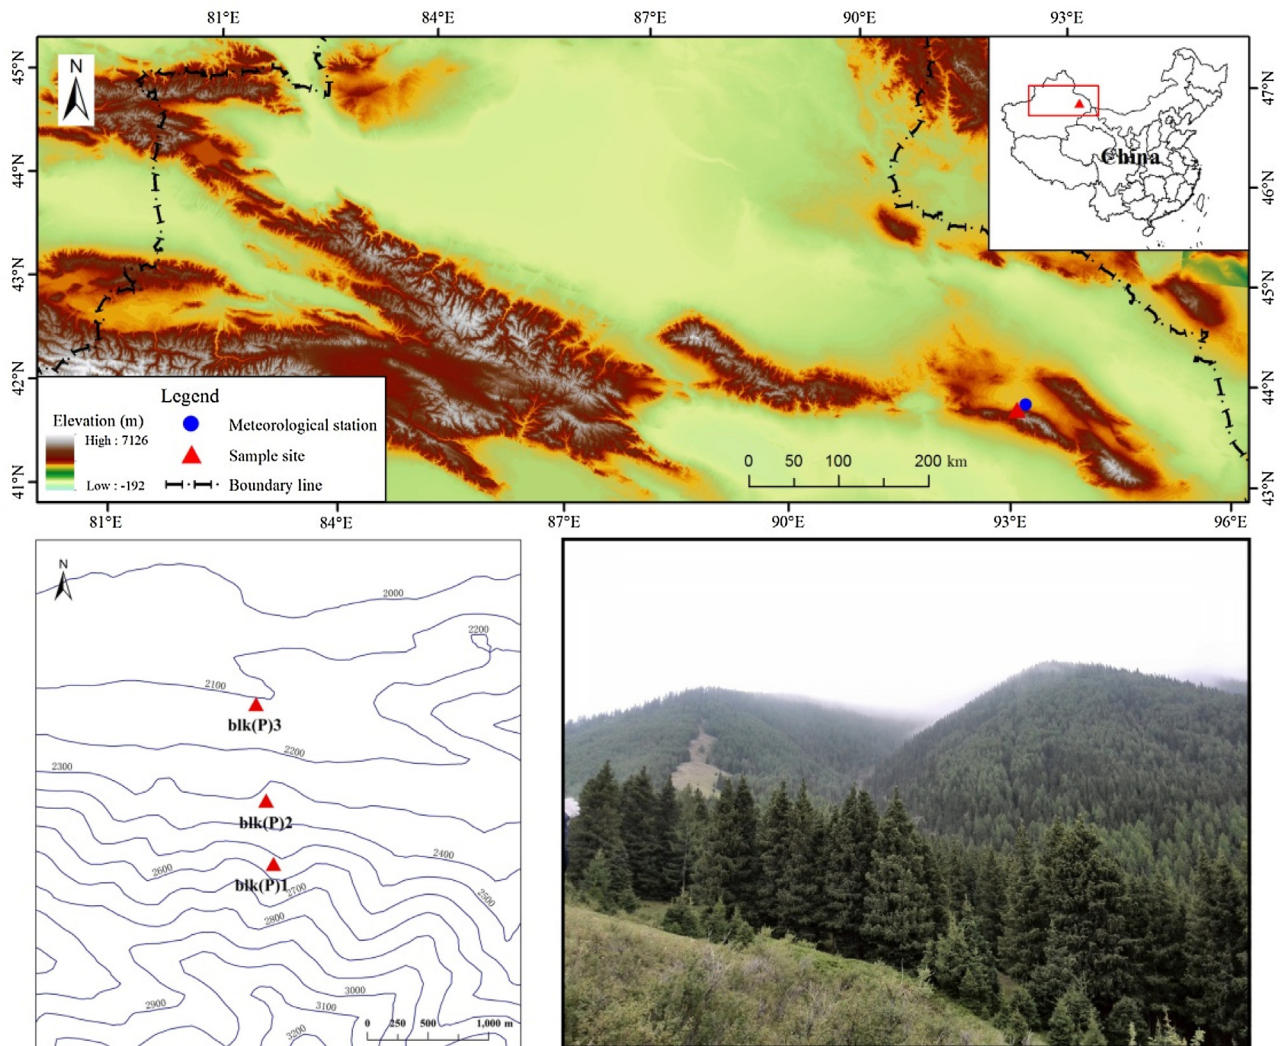 81°E 84°E 87°E 90°E 93°E
N
45°N
44°N
43°N
42°N
41°N
China
47°N
46°N
45°N
44°N
43°N
Legend
Elevation (m)
High : 7126
Low : -192
Meteorological station
Sample site
Boundary line
0 50 100 200 km
81°E 84°E 87°E 90°E 93°E 96°E
N
2000
2200
2100
blk(P)3
2200
2300
blk(P)2
2400
2600
blk(P)1
2700
2500
2800
3000
2900
3100
3200
0 250 500 1,000 m